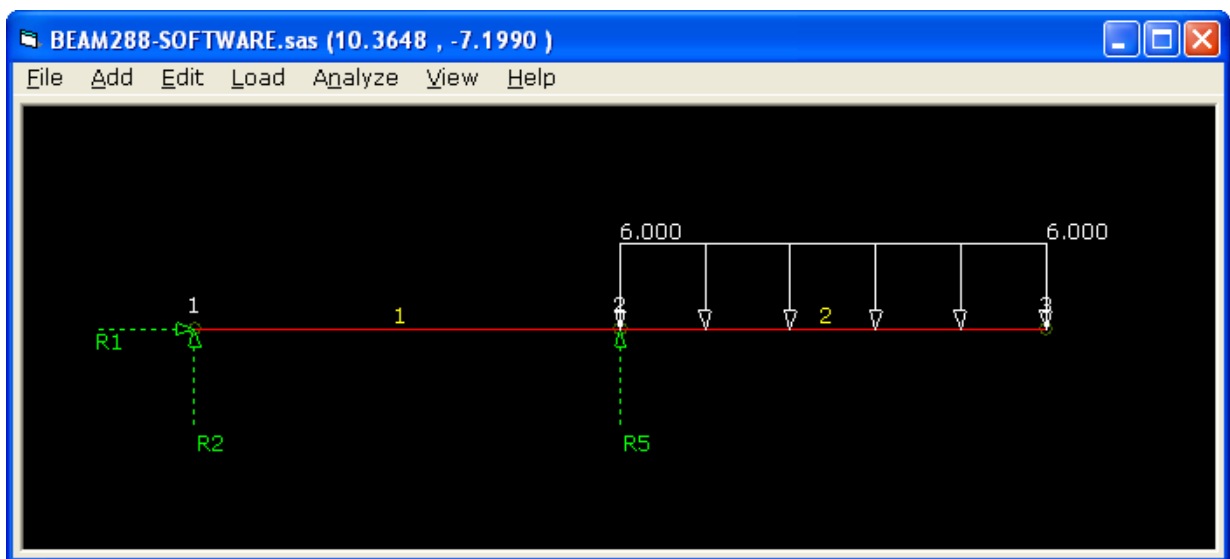 BEAM288-SOFTWARE.sas (10.3648 , -7.1990 )
File Add Edit Load Analyze View Help
6.000 6.000
1 2 3
1 2
R1
R2 R5